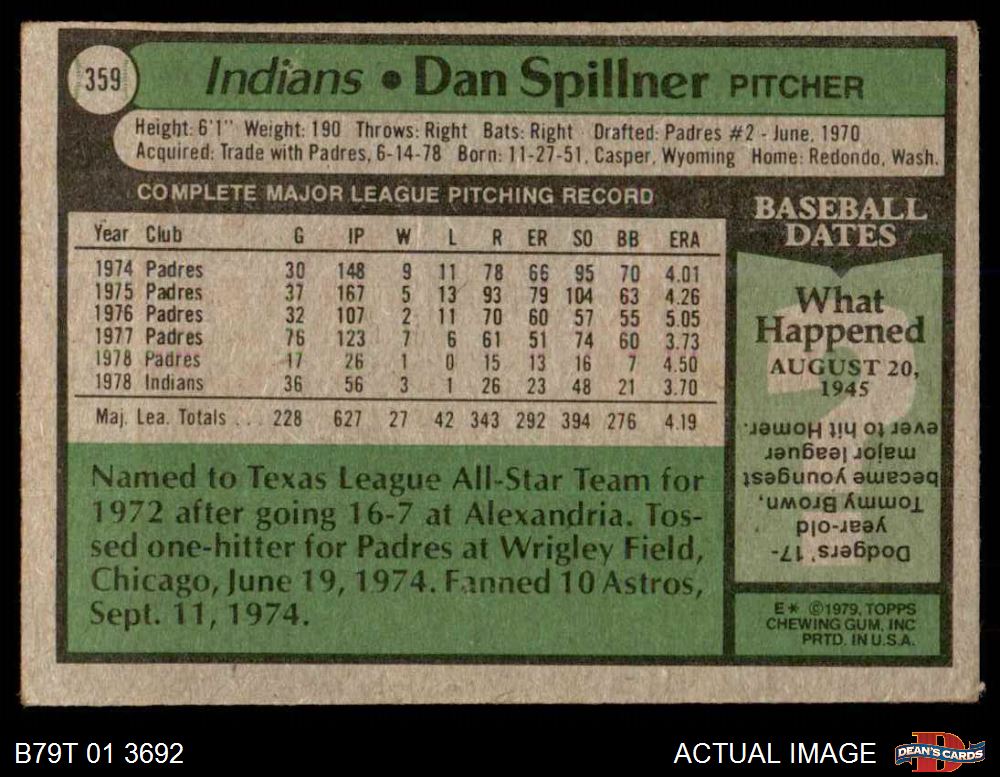 359
Indians • Dan Spillner PITCHER
Height: 6'1" Weight: 190 Throws: Right Bats: Right Drafted: Padres #2 - June, 1970
Acquired: Trade with Padres, 6-14-78 Born: 11-27-51, Casper, Wyoming Home: Redondo, Wash.
COMPLETE MAJOR LEAGUE PITCHING RECORD
Year Club G IP W L R ER SO BB ERA
1974 Padres 30 148 9 11 78 66 95 70 4.01
1975 Padres 37 167 5 13 93 79 104 63 4.26
1976 Padres 32 107 2 11 70 60 57 55 5.05
1977 Padres 76 123 7 6 61 51 74 60 3.73
1978 Padres 17 26 1 0 15 13 16 7 4.50
1978 Indians 36 56 3 1 26 23 48 21 3.70
Maj. Lea. Totals . . . 228 627 27 42 343 292 394 276 4.19
Named to Texas League All-Star Team for
1972 after going 16-7 at Alexandria. Tos-
sed one-hitter for Padres at Wrigley Field,
Chicago, June 19, 1974. Fanned 10 Astros,
Sept. 11, 1974.
BASEBALL
DATES
What
Happened
AUGUST 20,
1945
Dodgers' 17-
year-old
Tommy Brown,
became youngest
major leaguer
ever to hit Homer.
E* ©1979, TOPPS
CHEWING GUM, INC
PRTD. IN U.S.A.
B79T 01 3692
ACTUAL IMAGE
DEAN'S CARDS